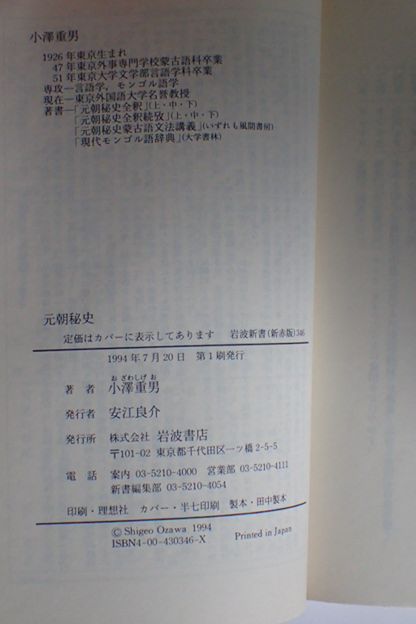 小澤重男
1926年東京生まれ
47年東京外事専門学校蒙古語科卒業
51年東京大学文学部言語学科卒業
専攻―言語学，モンゴル語学
現在―東京外国語大学名誉教授
著書―「元朝秘史全釈」(上・中・下)
「元朝秘史全釈続攷」(上・中・下)
「元朝秘史蒙古語文法講義」(いずれも風間書房)
「現代モンゴル語辞典」(大学書林)
元朝秘史
定価はカバーに表示してあります 岩波新書(新赤版)346
1994年7月20日 第1刷発行
お ざわしげ お
著 者 小澤重男
発行者 安江良介
発行所 株式会社 岩波書店
〒101-02 東京都千代田区一ツ橋2-5-5
電 話 案内 03-5210-4000 営業部 03-5210-4111
新書編集部 03-5210-4054
印刷・理想社 カバー・半七印刷 製本・田中製本
© Shigeo Ozawa 1994
ISBN4-00-430346-X Printed in Japan